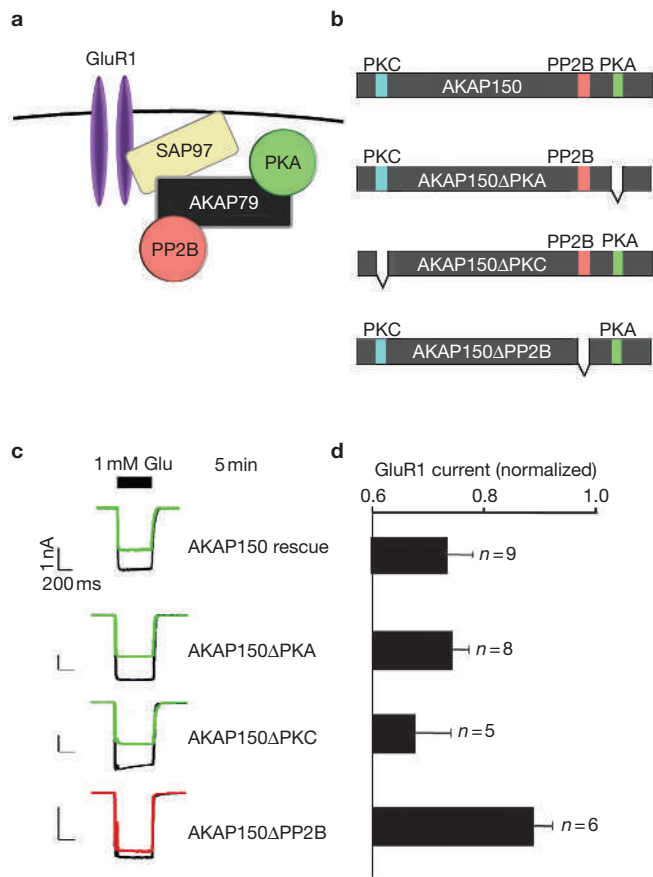 a
GluR1
SAP97
PKA
AKAP79
PP2B
b
PKC PP2B PKA
AKAP150
PKC PP2B
AKAP150ΔPKA
PP2B PKA
AKAP150ΔPKC
PKC PKA
AKAP150ΔPP2B
c
1 mM Glu 5 min
1 nA
200 ms
AKAP150 rescue
AKAP150ΔPKA
AKAP150ΔPKC
AKAP150ΔPP2B
d
GluR1 current (normalized)
0.6 0.8 1.0
n = 9
n = 8
n = 5
n = 6